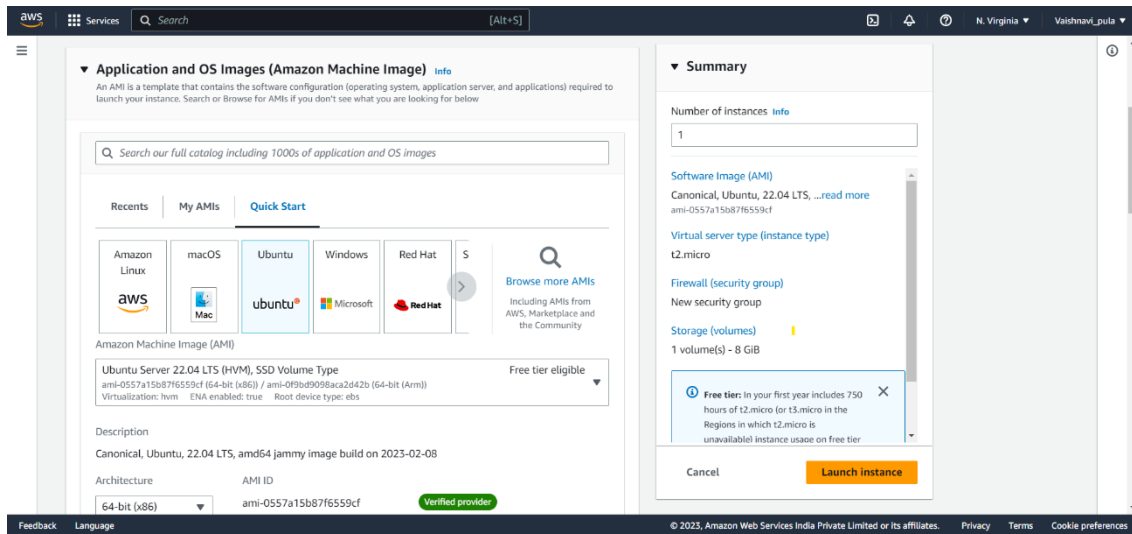 aws
Services
Search
[Alt+S]
N. Virginia
Vaishnavi_pula
Application and OS Images (Amazon Machine Image) Info
An AMI is a template that contains the software configuration (operating system, application server, and applications) required to
launch your instance. Search or Browse for AMIs if you don't see what you are looking for below
Search our full catalog including 1000s of application and OS images
Recents
My AMIs
Quick Start
Amazon
Linux
aws
macOS
Mac
Ubuntu
ubuntu
Windows
Microsoft
Red Hat
Red Hat
S
Browse more AMIs
Including AMIs from
AWS, Marketplace and
the Community
Amazon Machine Image (AMI)
Ubuntu Server 22.04 LTS (HVM), SSD Volume Type
Free tier eligible
ami-0557a15b87f6559cf (64-bit (x86)) / ami-0f9bd9098aca2d42b (64-bit (Arm))
Virtualization: hvm ENA enabled: true Root device type: ebs
Description
Canonical, Ubuntu, 22.04 LTS, amd64 jammy image build on 2023-02-08
Architecture
AMI ID
64-bit (x86)
ami-0557a15b87f6559cf
Verified provider
Summary
Number of instances Info
1
Software Image (AMI)
Canonical, Ubuntu, 22.04 LTS, ...read more
ami-0557a15b87f6559cf
Virtual server type (instance type)
t2.micro
Firewall (security group)
New security group
Storage (volumes)
1 volume(s) - 8 GiB
Free tier: In your first year includes 750
hours of t2.micro (or t3.micro in the
Regions in which t2.micro is
unavailable) instance usage on free tier
Cancel
Launch instance
Feedback
Language
© 2023, Amazon Web Services India Private Limited or its affiliates.
Privacy
Terms
Cookie preferences